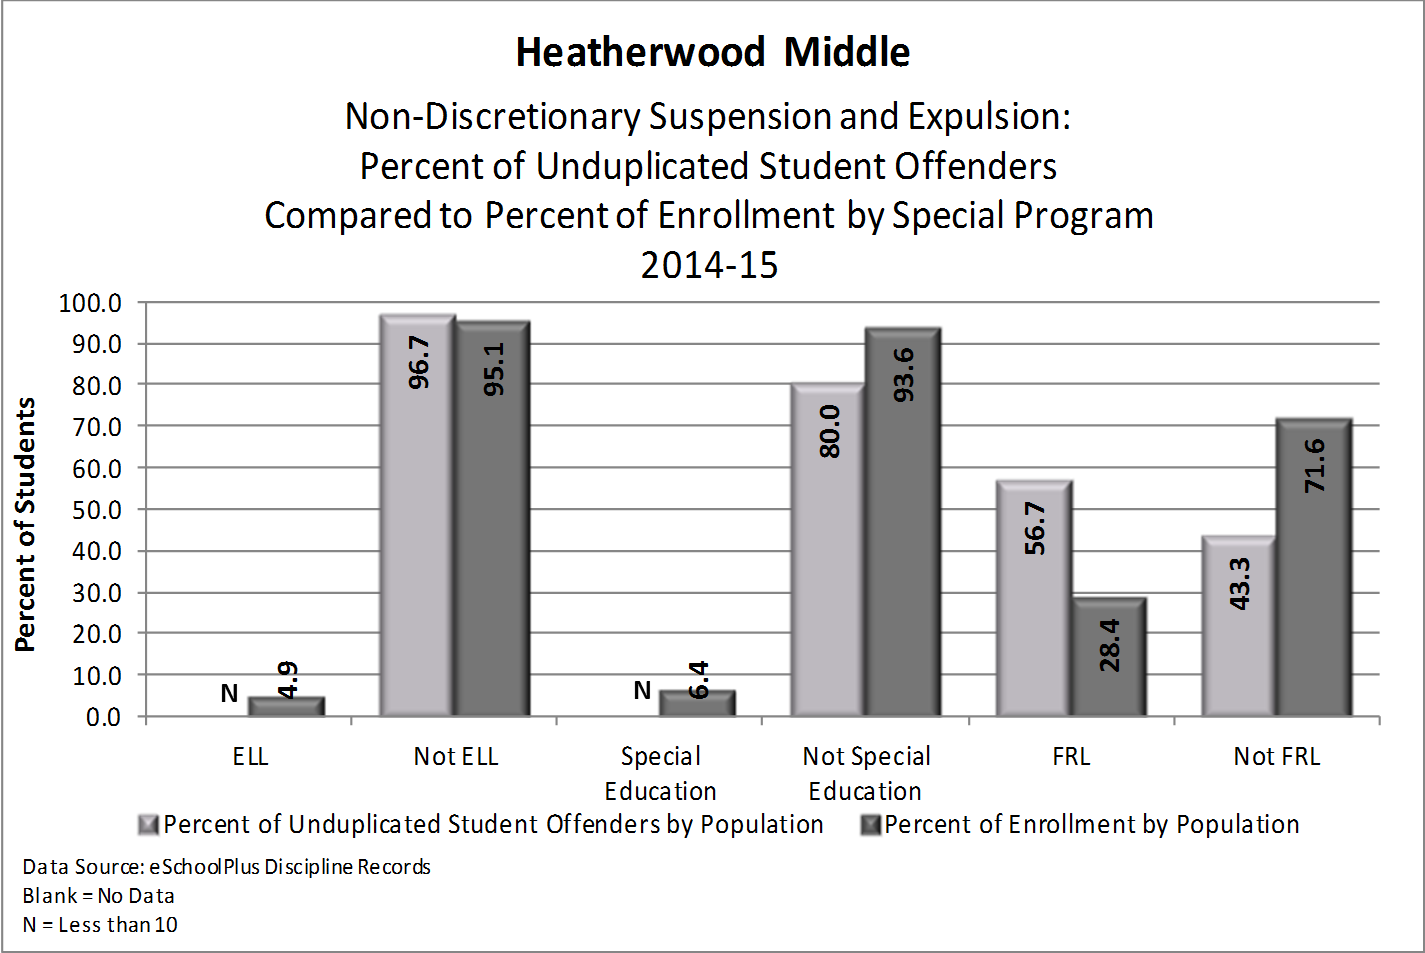 Heatherwood Middle
Non-Discretionary Suspension and Expulsion:
Percent of Unduplicated Student Offenders
Compared to Percent of Enrollment by Special Program
2014-15
100.0
90.0
80.0
70.0
60.0
50.0
40.0
30.0
20.0
10.0
0.0
Percent of Students
N
4.9
96.7
95.1
N
6.4
80.0
93.6
56.7
28.4
43.3
71.6
ELL
Not ELL
Special
Education
Not Special
Education
FRL
Not FRL
Percent of Unduplicated Student Offenders by Population
Percent of Enrollment by Population
Data Source: eSchoolPlus Discipline Records
Blank = No Data
N = Less than 10